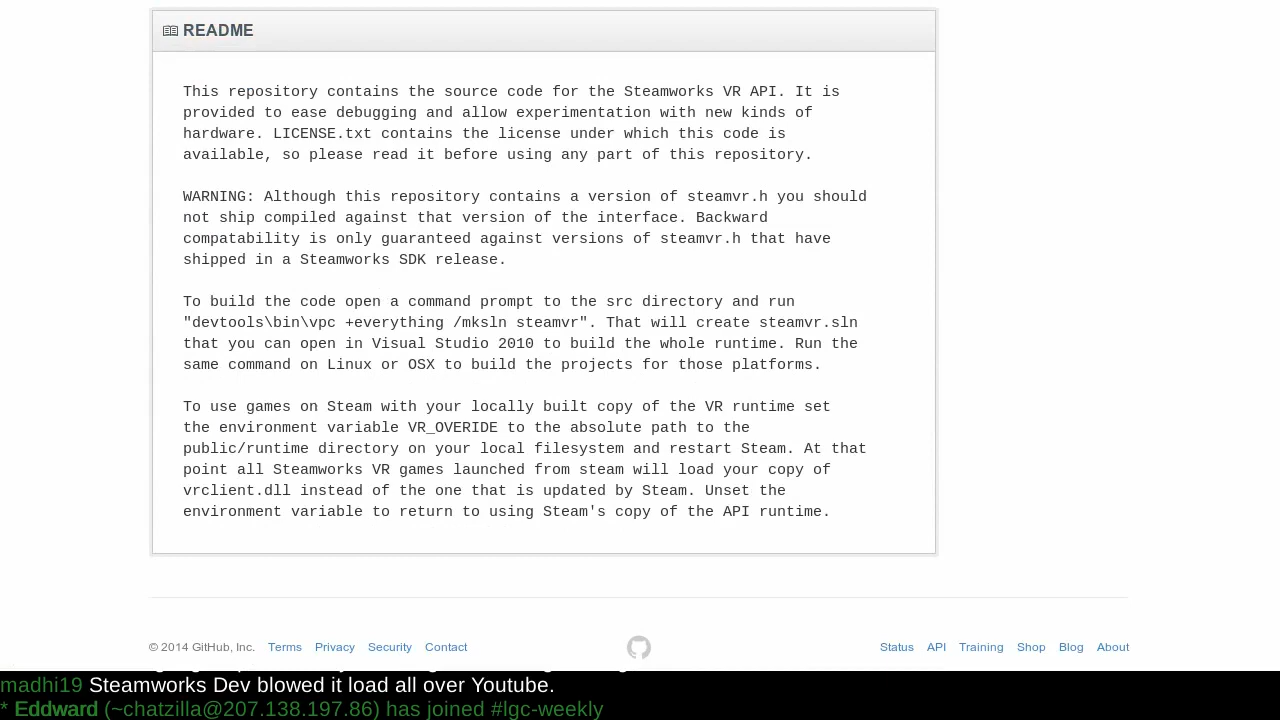 README
This repository contains the source code for the Steamworks VR API. It is
provided to ease debugging and allow experimentation with new kinds of
hardware. LICENSE.txt contains the license under which this code is
available, so please read it before using any part of this repository.
WARNING: Although this repository contains a version of steamvr.h you should
not ship compiled against that version of the interface. Backward
compatability is only guaranteed against versions of steamvr.h that have
shipped in a Steamworks SDK release.
To build the code open a command prompt to the src directory and run
"devtools\bin\vpc +everything /mksln steamvr". That will create steamvr.sln
that you can open in Visual Studio 2010 to build the whole runtime. Run the
same command on Linux or OSX to build the projects for those platforms.
To use games on Steam with your locally built copy of the VR runtime set
the environment variable VR_OVERIDE to the absolute path to the
public/runtime directory on your local filesystem and restart Steam. At that
point all Steamworks VR games launched from steam will load your copy of
vrclient.dll instead of the one that is updated by Steam. Unset the
environment variable to return to using Steam's copy of the API runtime.
© 2014 GitHub, Inc. Terms Privacy Security Contact Status API Training Shop Blog About
madhi19 Steamworks Dev blowed it load all over Youtube.
* Eddward (~chatzilla@207.138.197.86) has joined #lgc-weekly